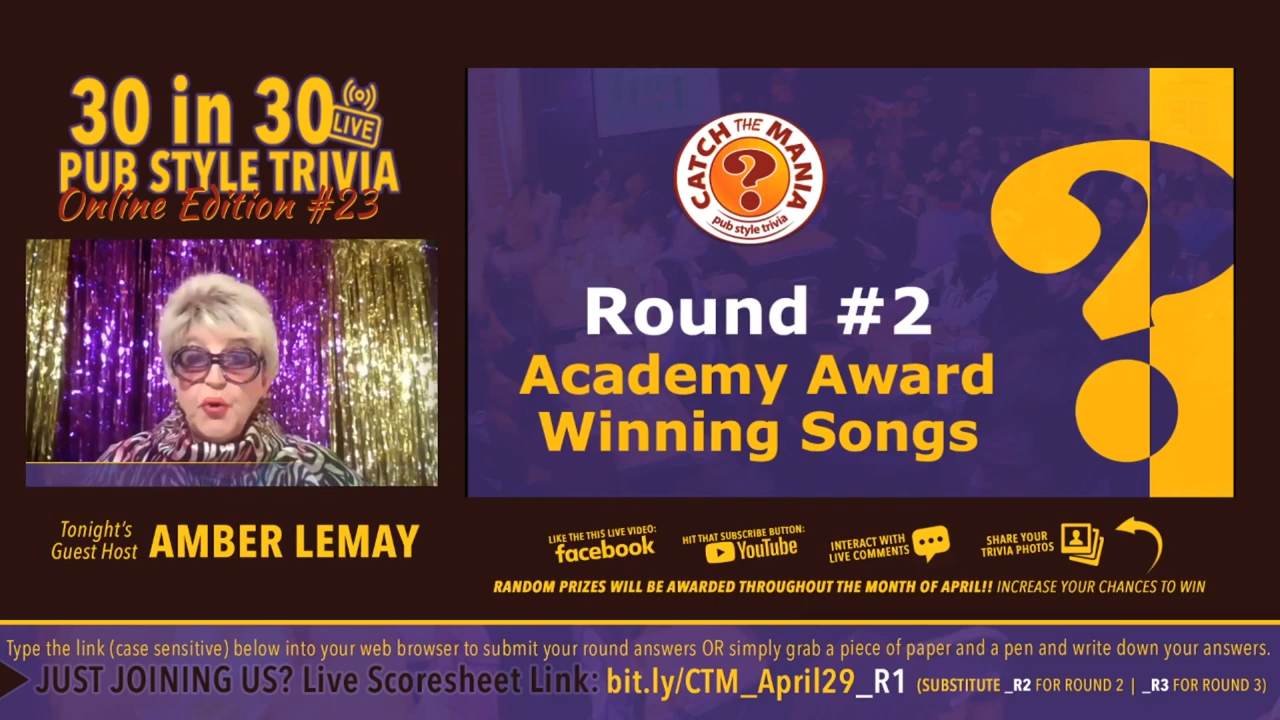 30 in 30
LIVE
PUB STYLE TRIVIA
Online Edition #23
Tonight's
Guest Host
AMBER LEMAY
CATCH THE MANIA
?
pub style trivia
Round #2
Academy Award
Winning Songs
?
LIKE THE THIS LIVE VIDEO:
facebook
HIT THAT SUBSCRIBE BUTTON:
YouTube
INTERACT WITH
LIVE COMMENTS
SHARE YOUR
TRIVIA PHOTOS
RANDOM PRIZES WILL BE AWARDED THROUGHOUT THE MONTH OF APRIL!! INCREASE YOUR CHANCES TO WIN
Type the link (case sensitive) below into your web browser to submit your round answers OR simply grab a piece of paper and a pen and write down your answers.
JUST JOINING US? Live Scoresheet Link: bit.ly/CTM_April29_R1 (SUBSTITUTE _R2 FOR ROUND 2 | _R3 FOR ROUND 3)